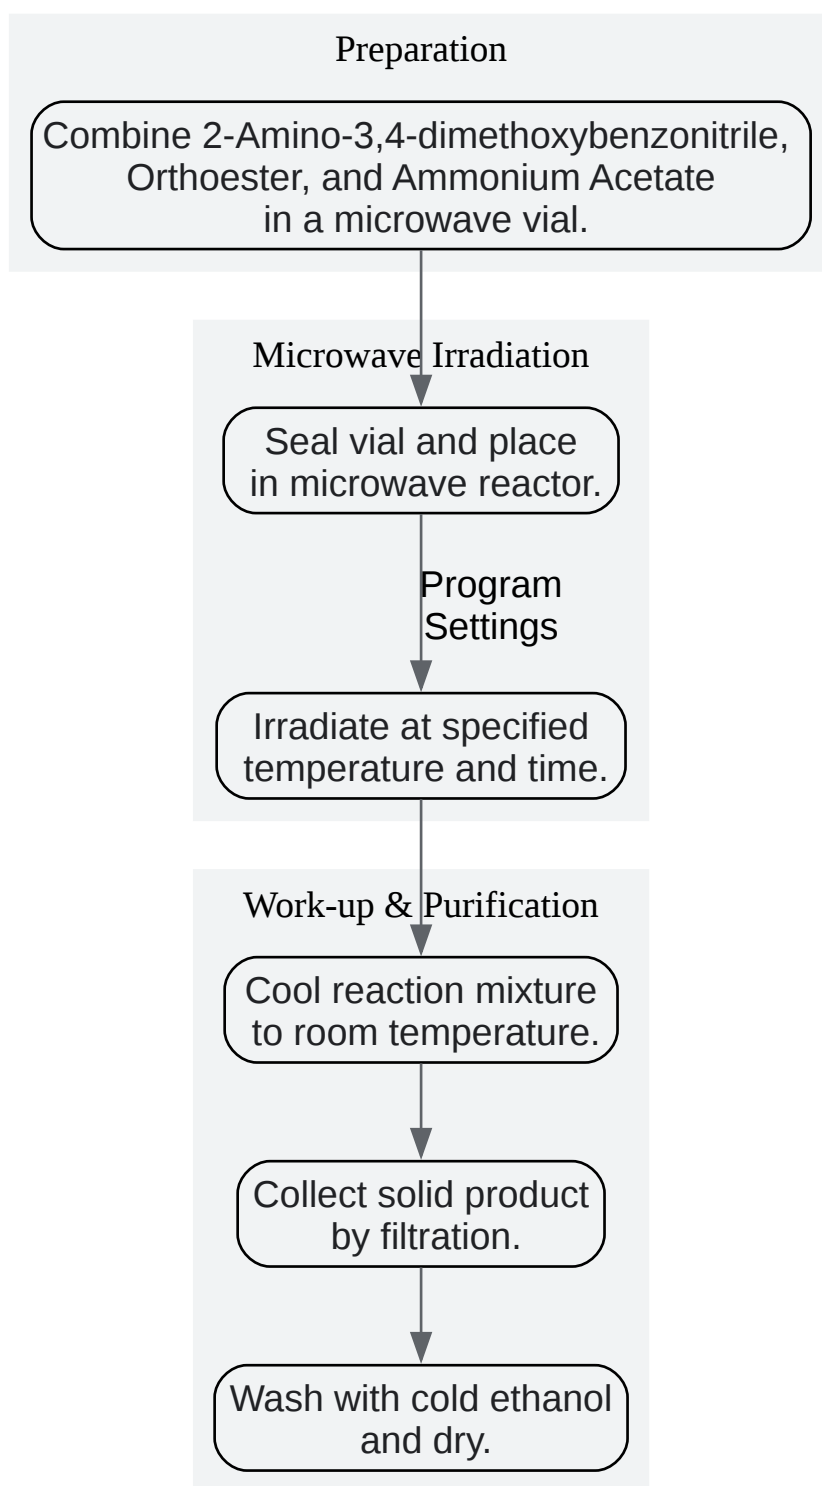 Preparation
Combine 2-Amino-3,4-dimethoxybenzonitrile,
Orthoester, and Ammonium Acetate
in a microwave vial.
Microwave Irradiation
Seal vial and place
in microwave reactor.
Program
Settings
Irradiate at specified
temperature and time.
Work-up & Purification
Cool reaction mixture
to room temperature.
Collect solid product
by filtration.
Wash with cold ethanol
and dry.